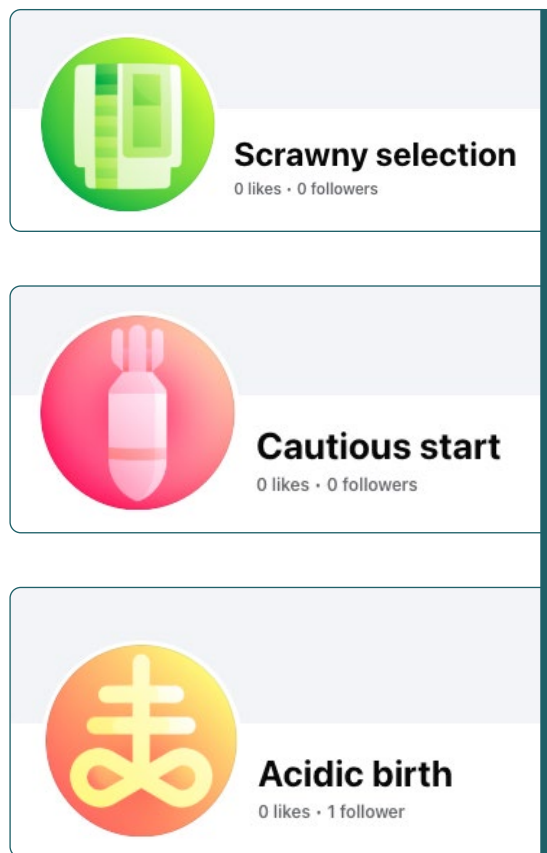 Scrawny selection
0 likes · 0 followers
Cautious start
0 likes · 0 followers
Acidic birth
0 likes · 1 follower